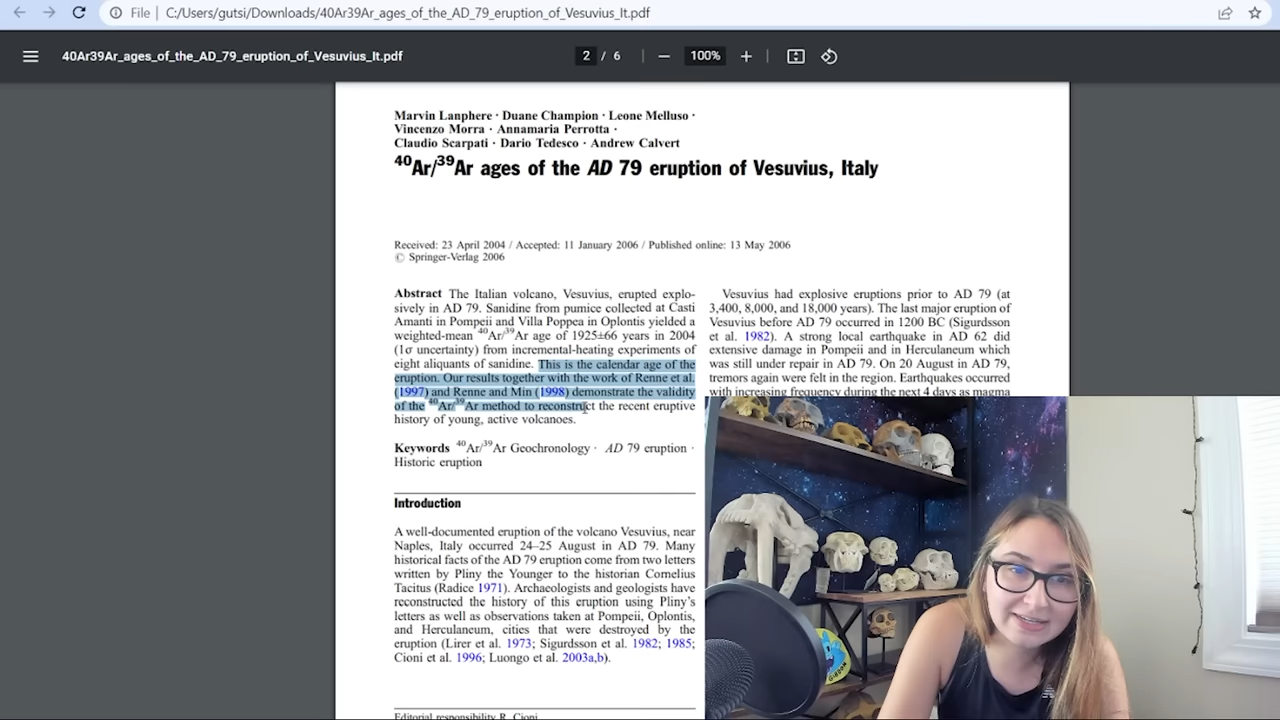 File | C:/Users/gutsi/Downloads/40Ar39Ar_ages_of_the_AD_79_eruption_of_Vesuvius_It.pdf
40Ar39Ar_ages_of_the_AD_79_eruption_of_Vesuvius_It.pdf
2 / 6
100%
Marvin Lanphere · Duane Champion · Leone Melluso ·
Vincenzo Morra · Annamaria Perrotta ·
Claudio Scarpati · Dario Tedesco · Andrew Calvert
⁴⁰Ar/³⁹Ar ages of the AD 79 eruption of Vesuvius, Italy
Received: 23 April 2004 / Accepted: 11 January 2006 / Published online: 13 May 2006
© Springer-Verlag 2006
Abstract The Italian volcano, Vesuvius, erupted explo-
sively in AD 79. Sanidine from pumice collected at Casti
Amanti in Pompeii and Villa Poppea in Oplontis yielded a
weighted-mean ⁴⁰Ar/³⁹Ar age of 1925±66 years in 2004
(1σ uncertainty) from incremental-heating experiments of
eight aliquants of sanidine. This is the calendar age of the
eruption. Our results together with the work of Renne et al.
(1997) and Renne and Min (1998) demonstrate the validity
of the ⁴⁰Ar/³⁹Ar method to reconstruct the recent eruptive
history of young, active volcanoes.
Keywords ⁴⁰Ar/³⁹Ar Geochronology · AD 79 eruption ·
Historic eruption
Introduction
A well-documented eruption of the volcano Vesuvius, near
Naples, Italy occurred 24–25 August in AD 79. Many
historical facts of the AD 79 eruption come from two letters
written by Pliny the Younger to the historian Cornelius
Tacitus (Radice 1971). Archaeologists and geologists have
reconstructed the history of this eruption using Pliny's
letters as well as observations taken at Pompeii, Oplontis,
and Herculaneum, cities that were destroyed by the
eruption (Lirer et al. 1973; Sigurdsson et al. 1982; 1985;
Cioni et al. 1996; Luongo et al. 2003a,b).
Editorial responsibility R. Cioni
Vesuvius had explosive eruptions prior to AD 79 (at
3,400, 8,000, and 18,000 years). The last major eruption of
Vesuvius before AD 79 occurred in 1200 BC (Sigurdsson
et al. 1982). A strong local earthquake in AD 62 did
extensive damage in Pompeii and in Herculaneum which
was still under repair in AD 79. On 20 August in AD 79,
tremors again were felt in the region. Earthquakes occurred
with increasing frequency during the next 4 days as magma
GIBBON